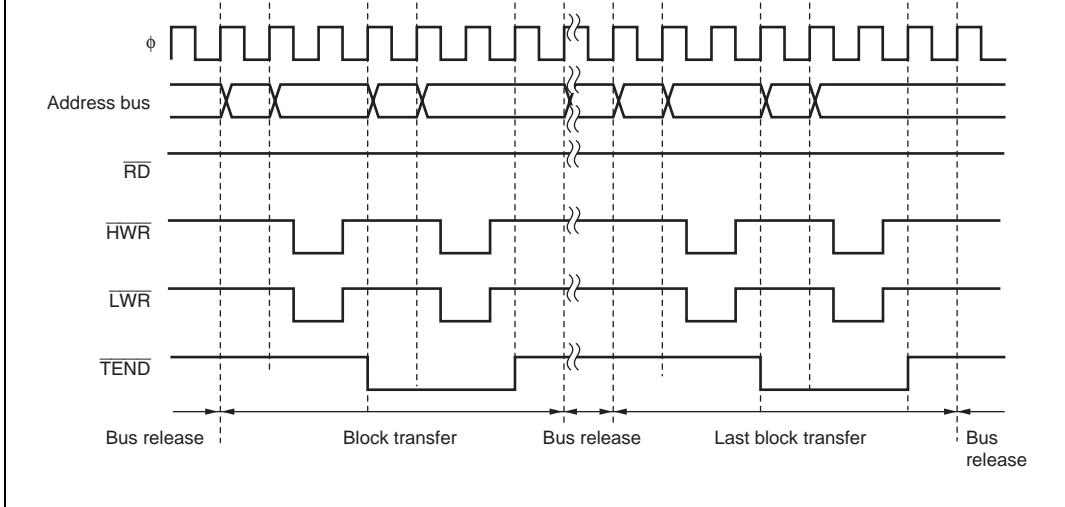 ϕ
Address bus
RD
HWR
LWR
TEND
Bus release
Block transfer
Bus release
Last block transfer
Bus
release